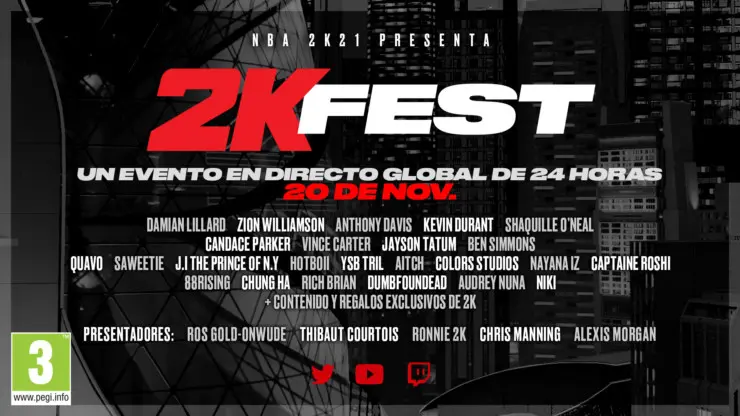 NBA 2K21 PRESENTA
2KFEST
UN EVENTO EN DIRECTO GLOBAL DE 24 HORAS
20 DE NOV.
DAMIAN LILLARD ZION WILLIAMSON ANTHONY DAVIS KEVIN DURANT SHAQUILLE O'NEAL
CANDACE PARKER VINCE CARTER JAYSON TATUM BEN SIMMONS
QUAVO SAWEETIE J.I THE PRINCE OF N.Y HOTBOII YSB TRIL AITCH COLORS STUDIOS NAYANA IZ CAPTAINE ROSHI
88RISING CHUNG HA RICH BRIAN DUMBFOUNDEAD AUDREY NUNA NIKI
+ CONTENIDO Y REGALOS EXCLUSIVOS DE 2K
PRESENTADORES: ROS GOLD-ONWUDE THIBAUT COURTOIS RONNIE 2K CHRIS MANNING ALEXIS MORGAN
3
www.pegi.info